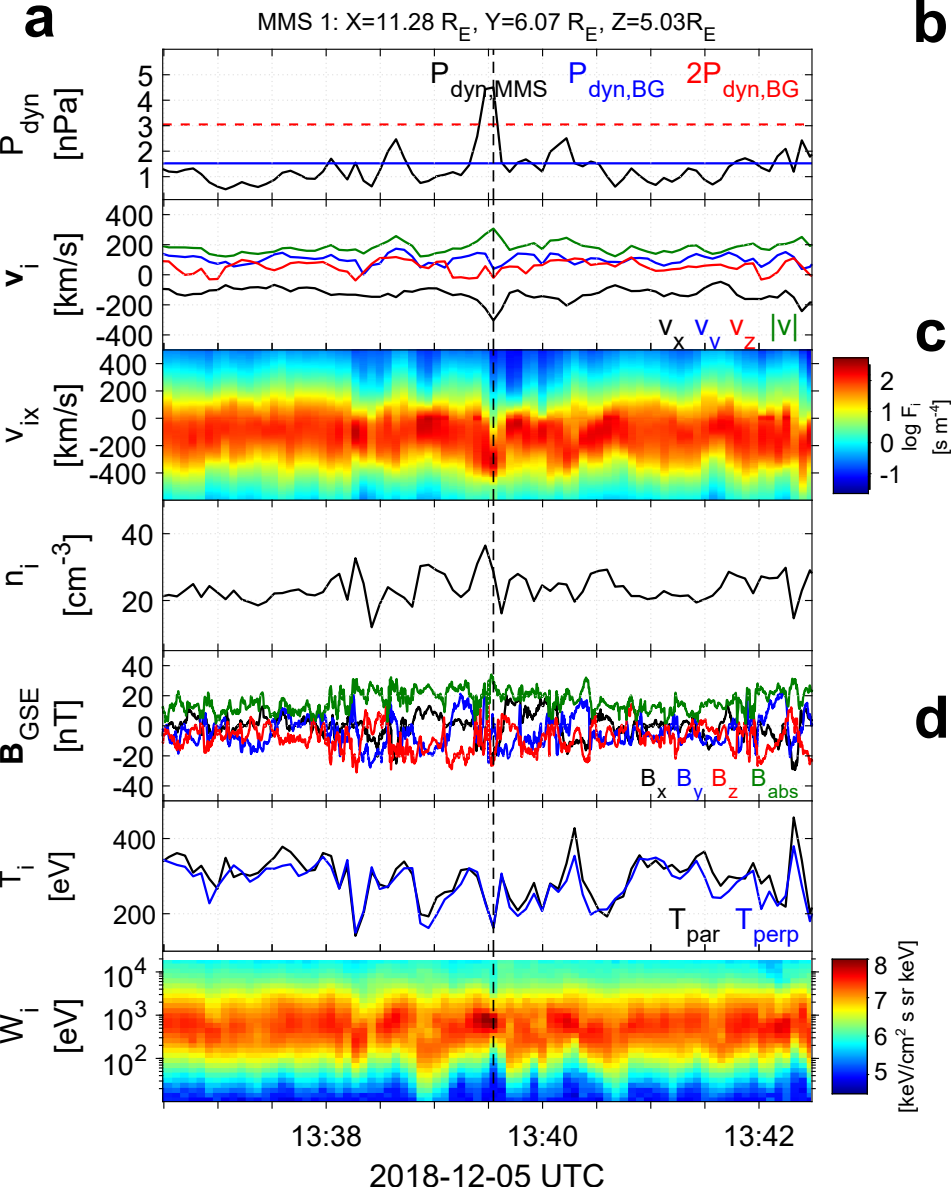 a
b
MMS 1: X=11.28 R_E, Y=6.07 R_E, Z=5.03R_E
P_dyn [nPa]
5
4
3
2
1
P_dyn,MMS P_dyn,BG 2P_dyn,BG
v_i [km/s]
400
200
0
-200
-400
v_x v_y v_z |v|
c
v_ix [km/s]
400
200
0
-200
-400
2
1
0
-1
log F_i [s m^-4]
n_i [cm^-3]
40
20
B_GSE [nT]
40
20
0
-20
-40
B_x B_y B_z B_abs
d
T_i [eV]
400
200
T_par T_perp
W_i [eV]
10^4
10^3
10^2
8
7
6
5
[keV/cm^2 s sr keV]
13:38 13:40 13:42
2018-12-05 UTC